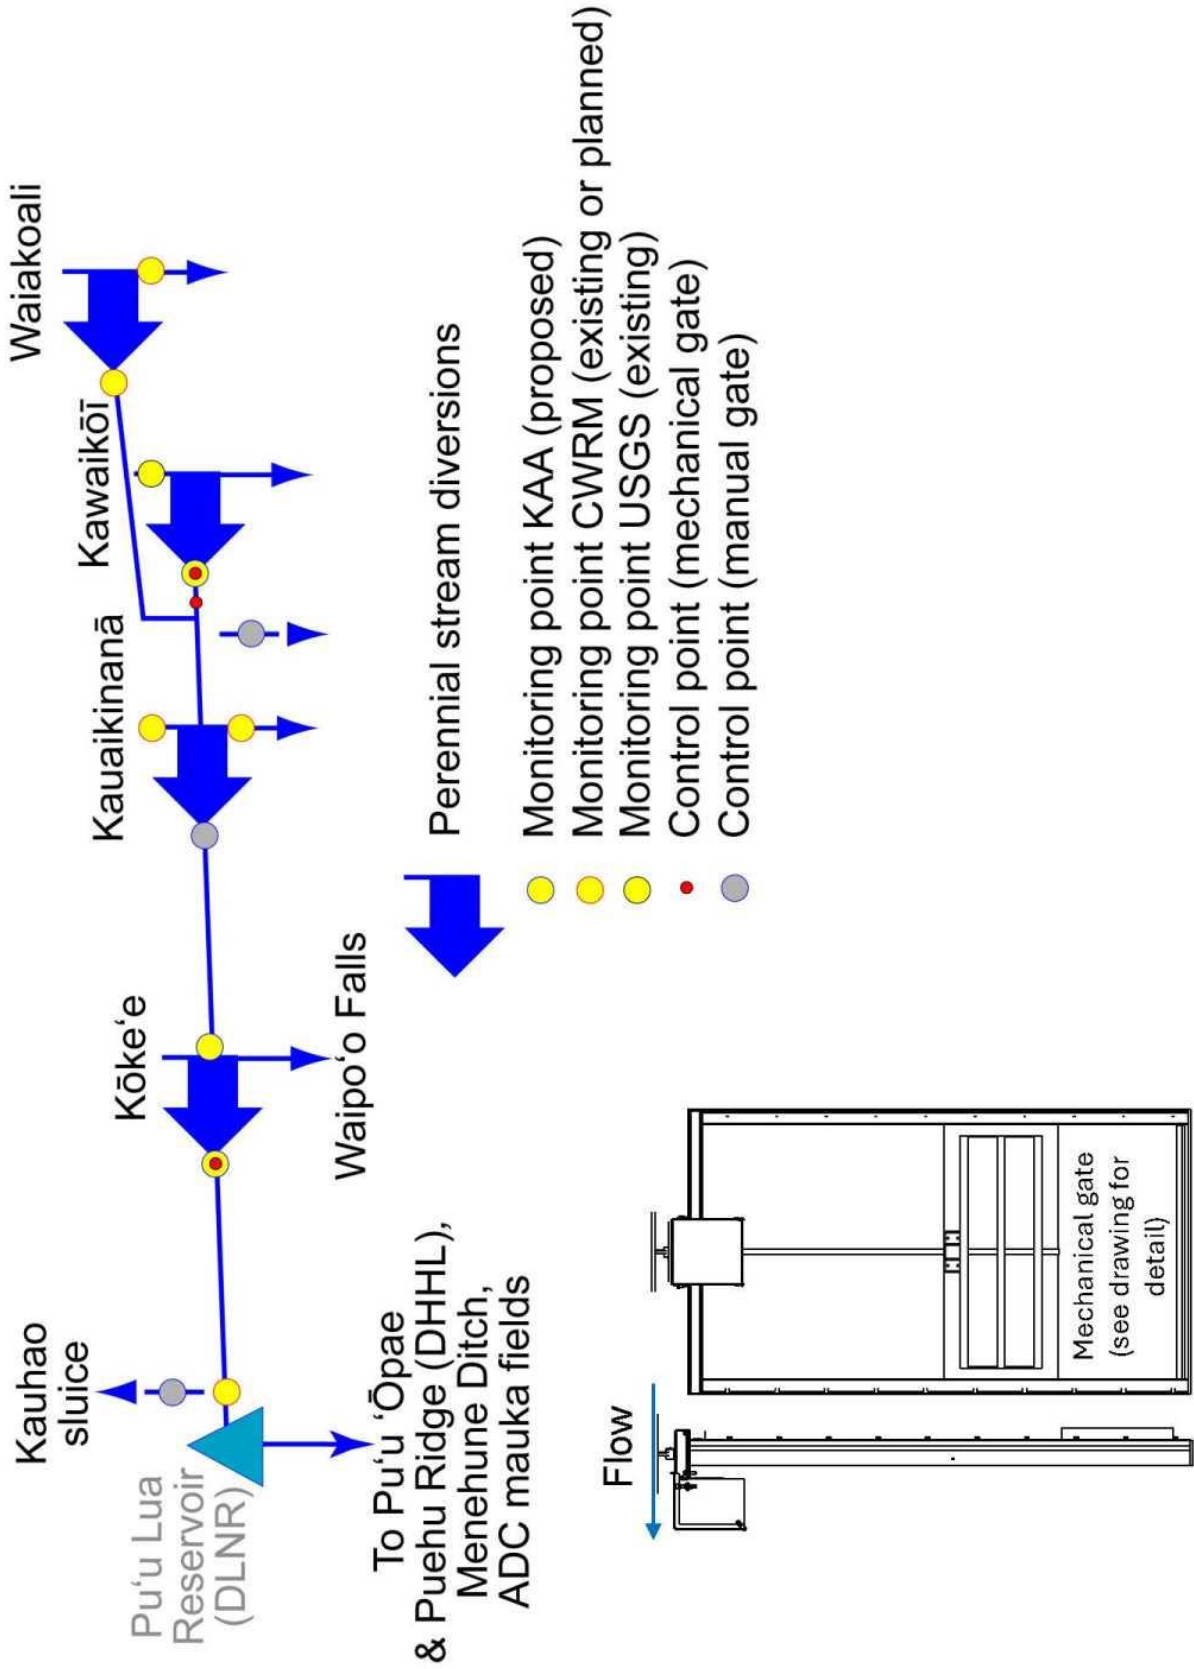 Waiakoali
Kawaikōī
Kauaikinanā
Kōkeʻe
Waipoʻo Falls
Kauhao
sluice
Puʻu Lua
Reservoir
(DLNR)
To Puʻu ʻŌpae
& Puehu Ridge (DHHL),
Menehune Ditch,
ADC mauka fields
Perennial stream diversions
Monitoring point KAA (proposed)
Monitoring point CWRM (existing or planned)
Monitoring point USGS (existing)
Control point (mechanical gate)
Control point (manual gate)
Flow
Mechanical gate
(see drawing for
detail)